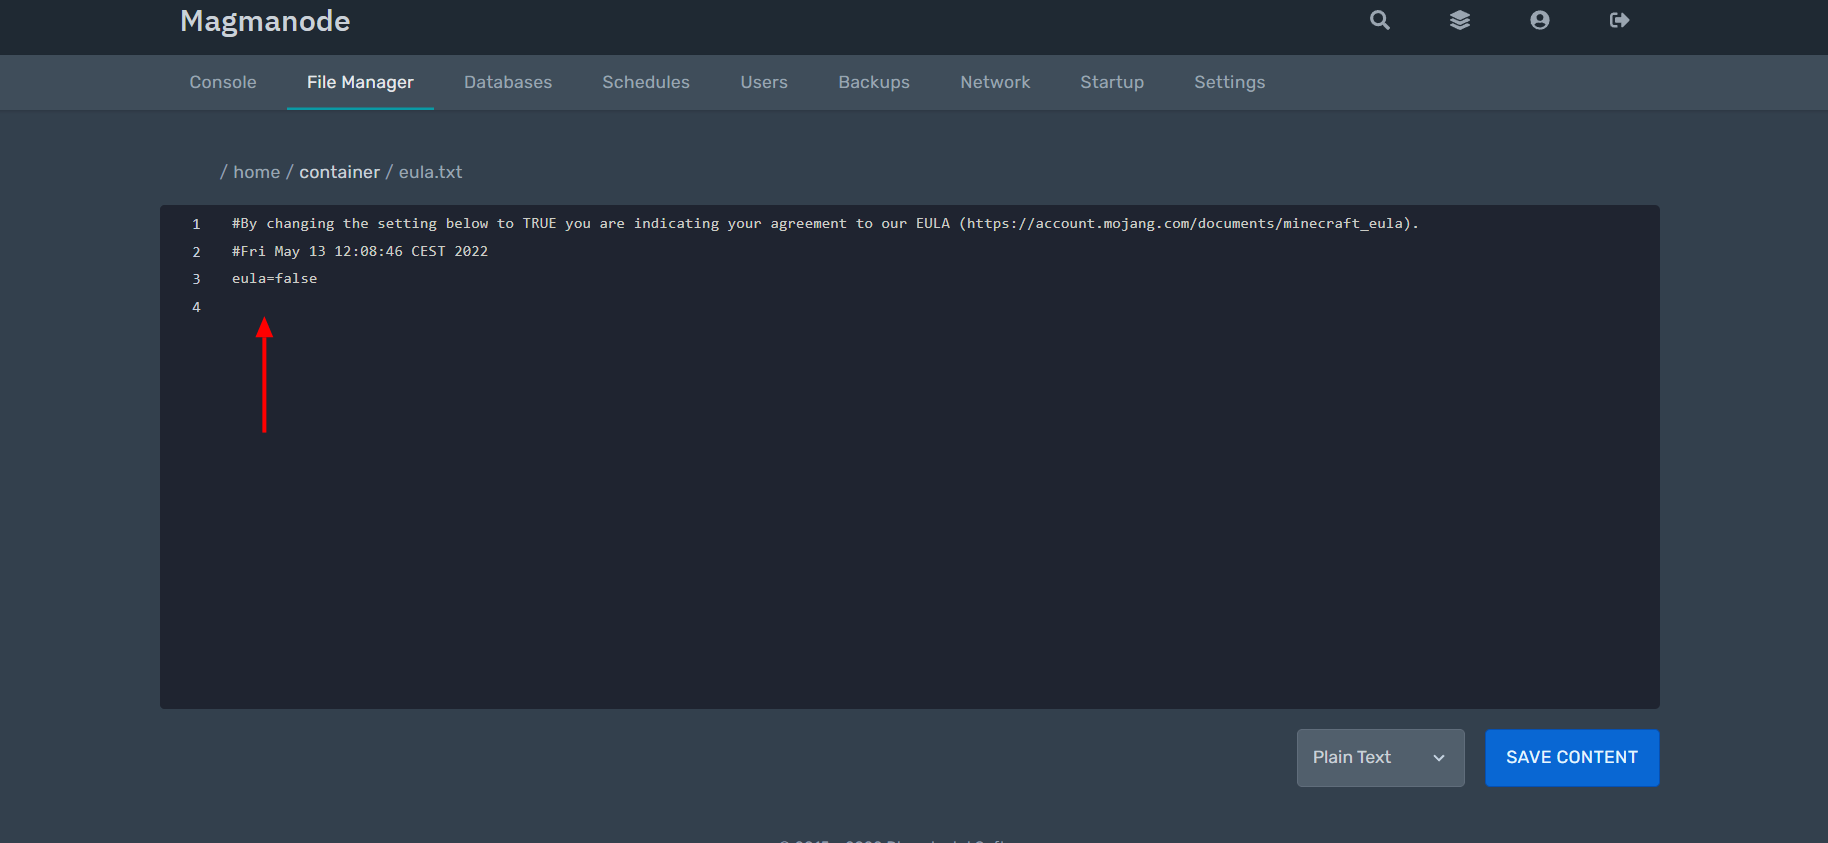 Magmanode
Console File Manager Databases Schedules Users Backups Network Startup Settings
/ home / container / eula.txt
1 #By changing the setting below to TRUE you are indicating your agreement to our EULA (https://account.mojang.com/documents/minecraft_eula).
2 #Fri May 13 12:08:46 CEST 2022
3 eula=false
4
Plain Text SAVE CONTENT